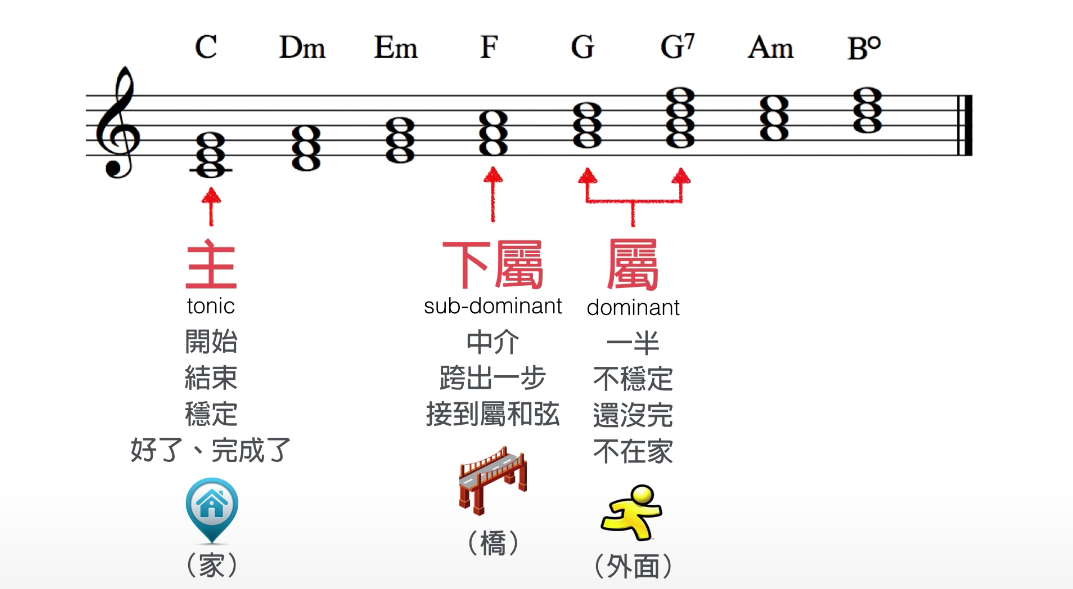 C Dm Em F G G7 Am B°
主 下屬 屬
tonic sub-dominant dominant
開始 中介 一半
結束 跨出一步 不穩定
穩定 接到屬和弦 還沒完
好了、完成了 不在家
（家） （橋） （外面）